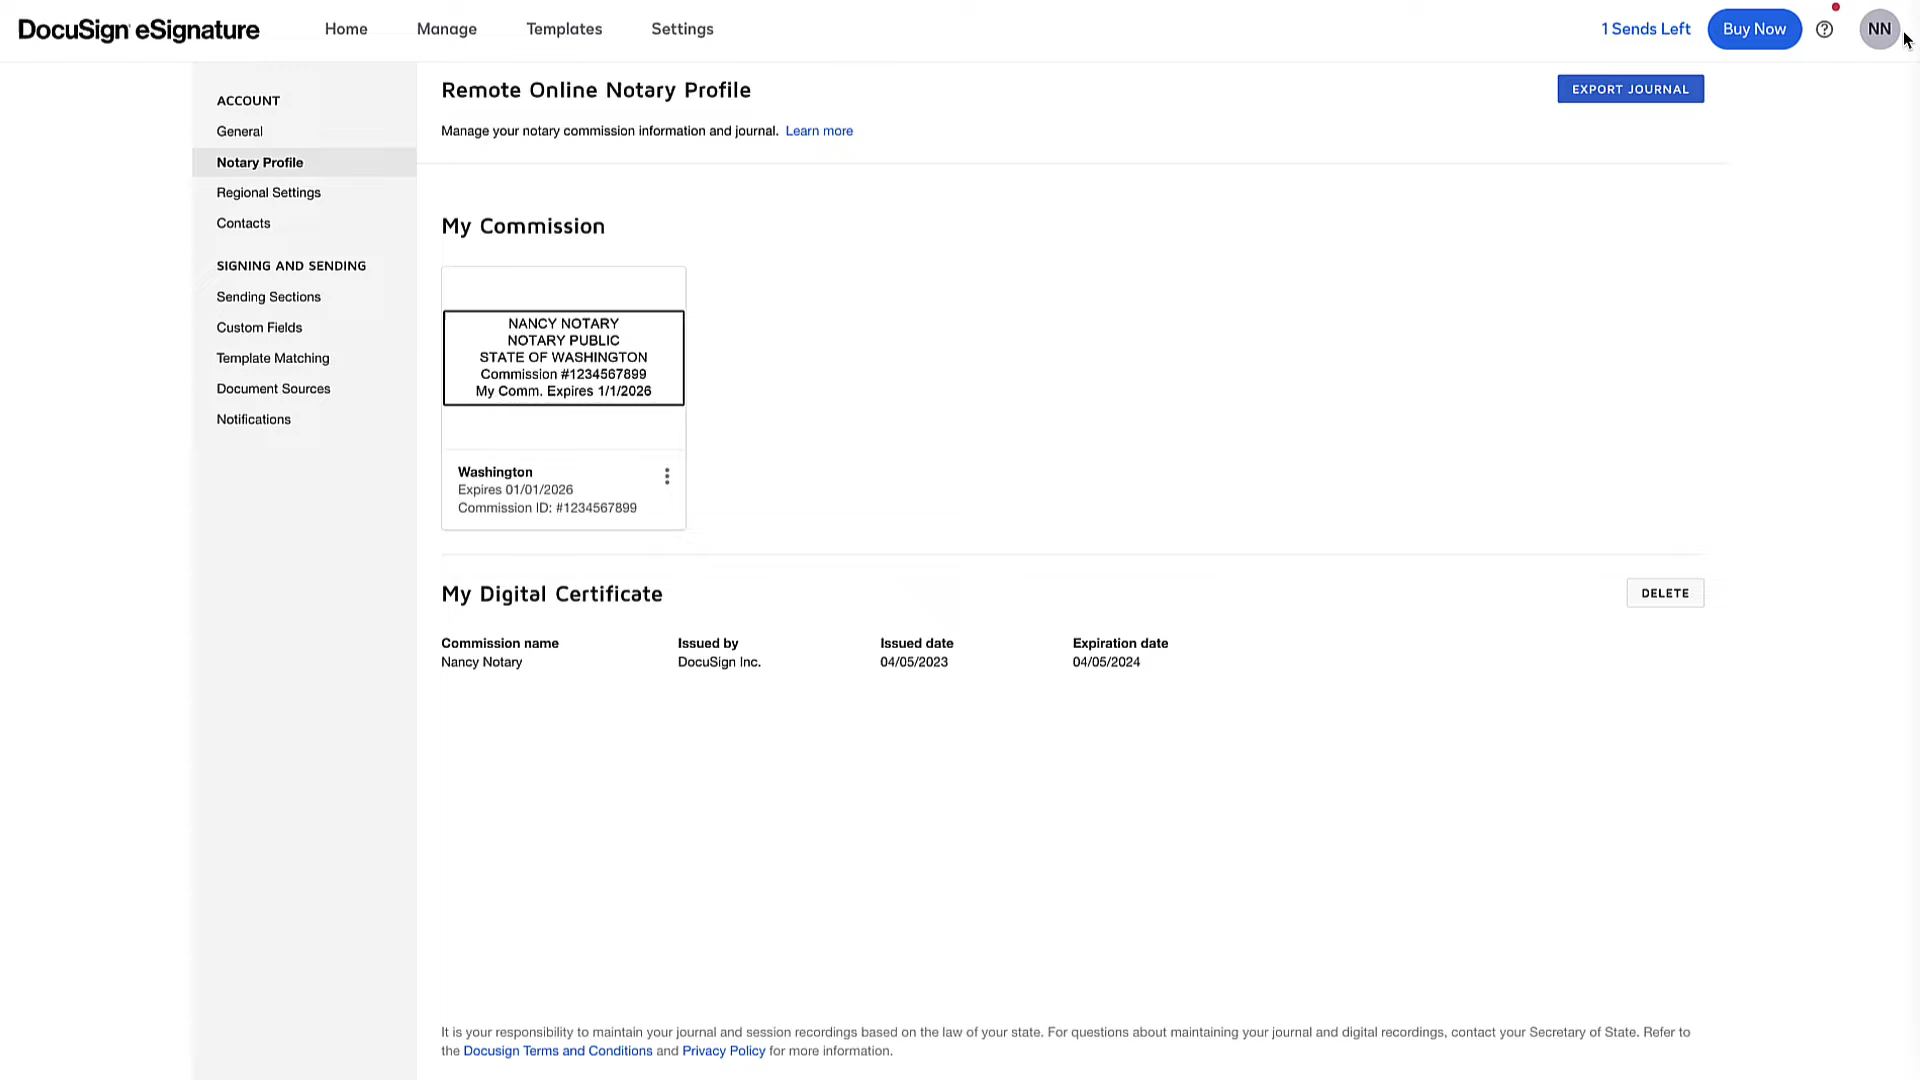 DocuSign eSignature
Home
Manage
Templates
Settings
1 Sends Left
Buy Now
NN
ACCOUNT
General
Notary Profile
Regional Settings
Contacts
SIGNING AND SENDING
Sending Sections
Custom Fields
Template Matching
Document Sources
Notifications
Remote Online Notary Profile
EXPORT JOURNAL
Manage your notary commission information and journal. Learn more
My Commission
NANCY NOTARY
NOTARY PUBLIC
STATE OF WASHINGTON
Commission #1234567899
My Comm. Expires 1/1/2026
Washington
Expires 01/01/2026
Commission ID: #1234567899
My Digital Certificate
DELETE
Commission name
Nancy Notary
Issued by
DocuSign Inc.
Issued date
04/05/2023
Expiration date
04/05/2024
It is your responsibility to maintain your journal and session recordings based on the law of your state. For questions about maintaining your journal and digital recordings, contact your Secretary of State. Refer to
the Docusign Terms and Conditions and Privacy Policy for more information.